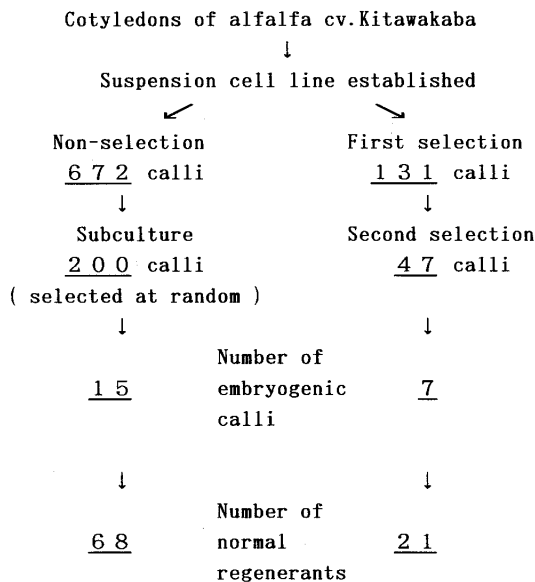 Cotyledons of alfalfa cv.Kitawakaba
↓
Suspension cell line established
↙ ↘
Non-selection First selection
672 calli 131 calli
↓ ↓
Subculture Second selection
200 calli 47 calli
( selected at random )
↓ ↓
Number of
15 embryogenic 7
calli
↓ ↓
Number of
68 normal 21
regenerants